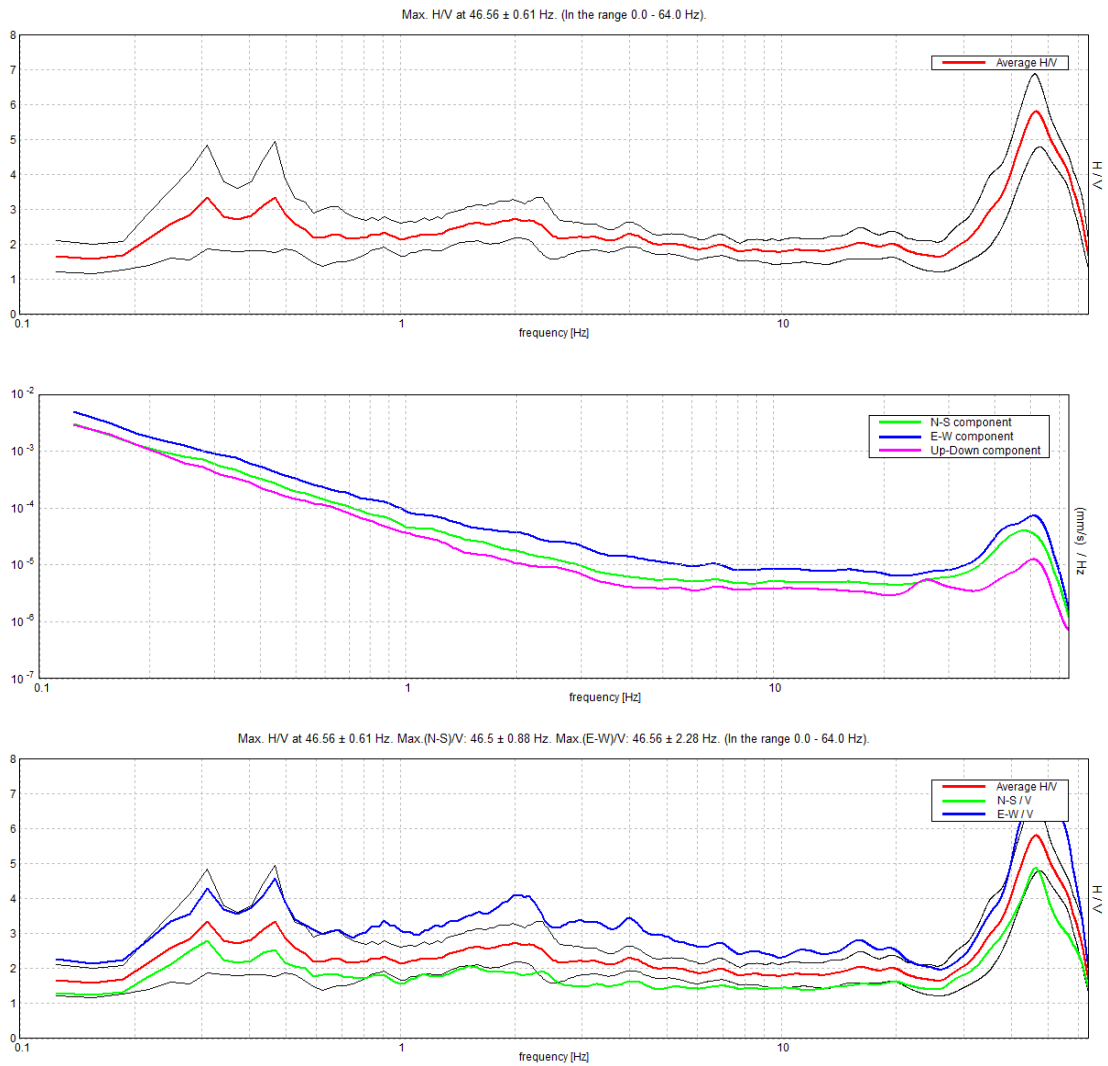 Max. H/V at 46.56 ± 0.61 Hz. (In the range 0.0 - 64.0 Hz).
8
7
6
5
4
3
2
1
0
Average H/V
H / V
0.1
1
10
frequency [Hz]
10 -2
10 -3
10 -4
10 -5
10 -6
10 -7
N-S component
E-W component
Up-Down component
(mm/s) / Hz
0.1
1
10
frequency [Hz]
Max. H/V at 46.56 ± 0.61 Hz. Max.(N-S)/V: 46.5 ± 0.88 Hz. Max.(E-W)/V: 46.56 ± 2.28 Hz. (In the range 0.0 - 64.0 Hz).
8
7
6
5
4
3
2
1
0
Average H/V
N-S / V
E-W / V
H / V
0.1
1
10
frequency [Hz]